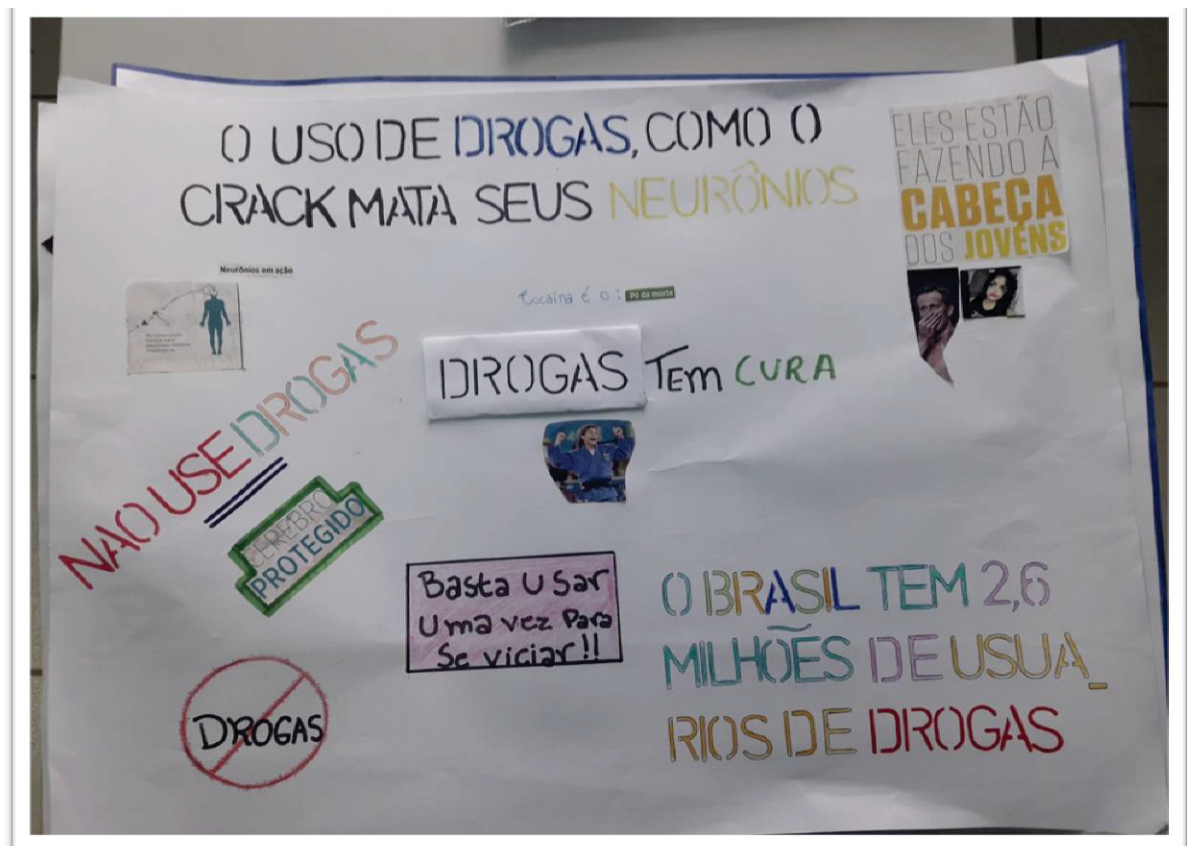 O USO DE DROGAS, COMO O
CRACK MATA SEUS NEURÔNIOS
ELES ESTÃO
FAZENDO A
CABEÇA
DOS JOVENS
Neurônios em ação
Cocaína é o : Pó da morte
DROGAS TEM CURA
NAO USE DROGAS
CEREBRO
PROTEGIDO
Basta USar
Uma vez Para
Se viciar!!
DROGAS
O BRASIL TEM 2,6
MILHÕES DE USUA_
RIOS DE DROGAS